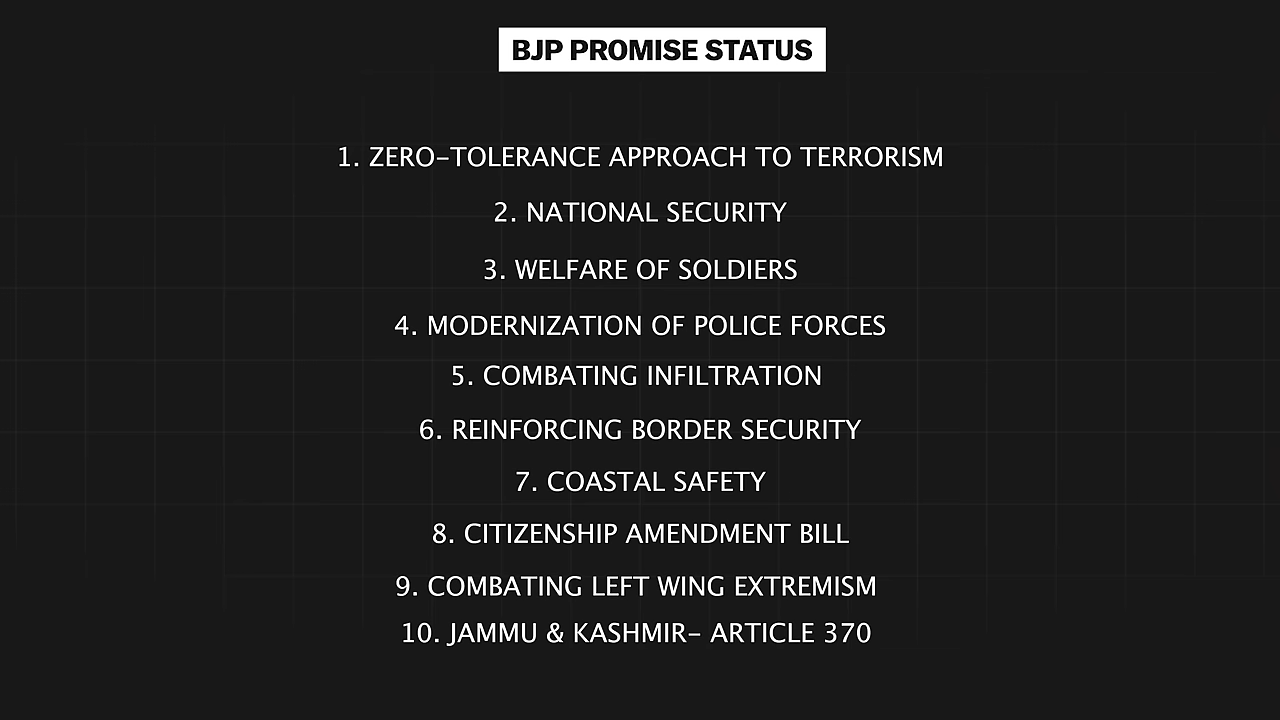 BJP PROMISE STATUS
1. ZERO-TOLERANCE APPROACH TO TERRORISM
2. NATIONAL SECURITY
3. WELFARE OF SOLDIERS
4. MODERNIZATION OF POLICE FORCES
5. COMBATING INFILTRATION
6. REINFORCING BORDER SECURITY
7. COASTAL SAFETY
8. CITIZENSHIP AMENDMENT BILL
9. COMBATING LEFT WING EXTREMISM
10. JAMMU & KASHMIR- ARTICLE 370